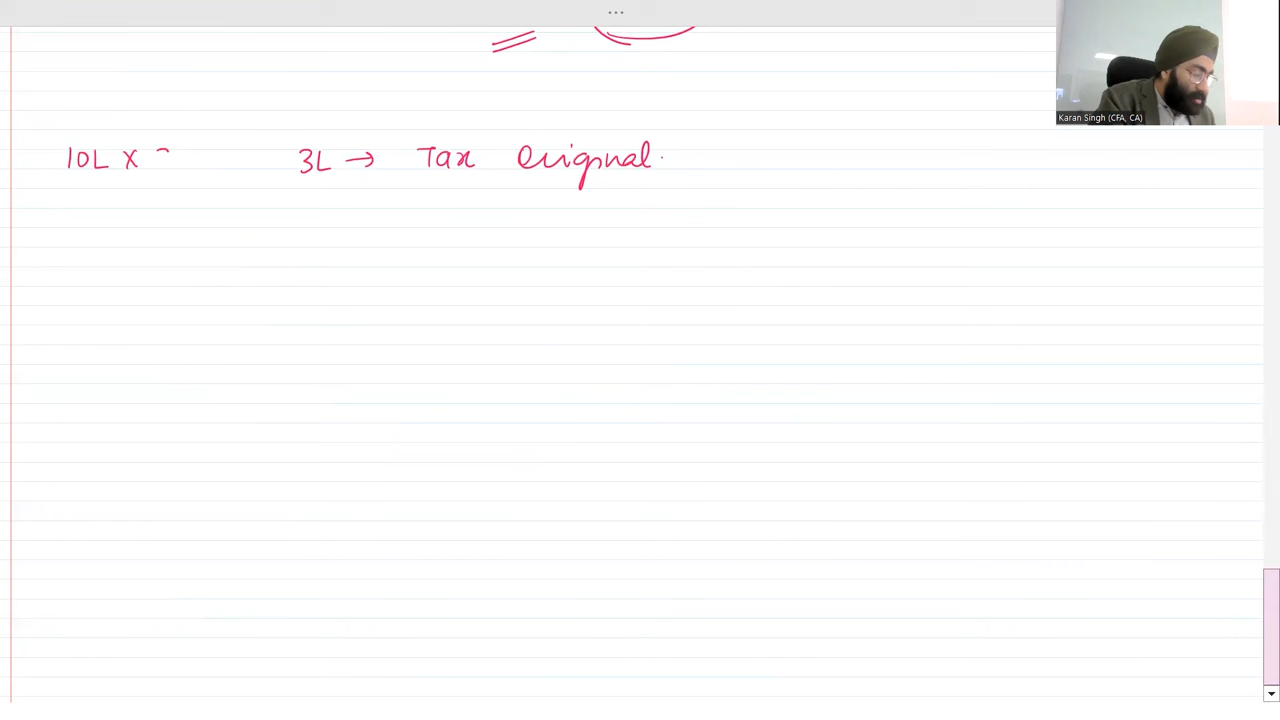 Karan Singh (CFA, CA)
10L X 3L → Tax Original.